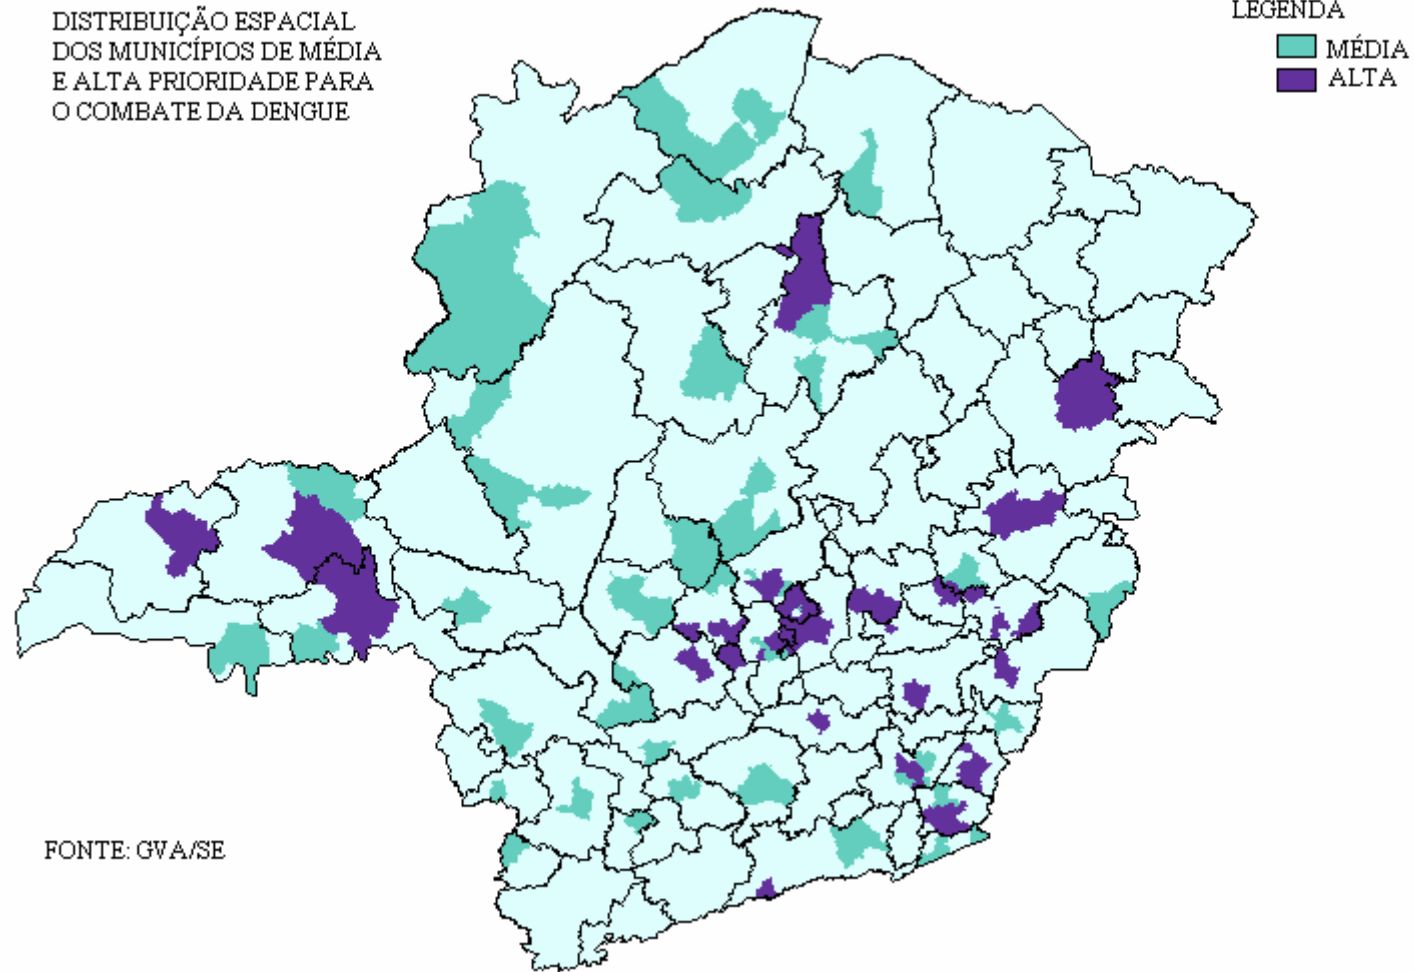 DISTRIBUIÇÃO ESPACIAL
DOS MUNICÍPIOS DE MÉDIA
E ALTA PRIORIDADE PARA
O COMBATE DA DENGUE
LEGENDA
MÉDIA
ALTA
FONTE: GVA/SE